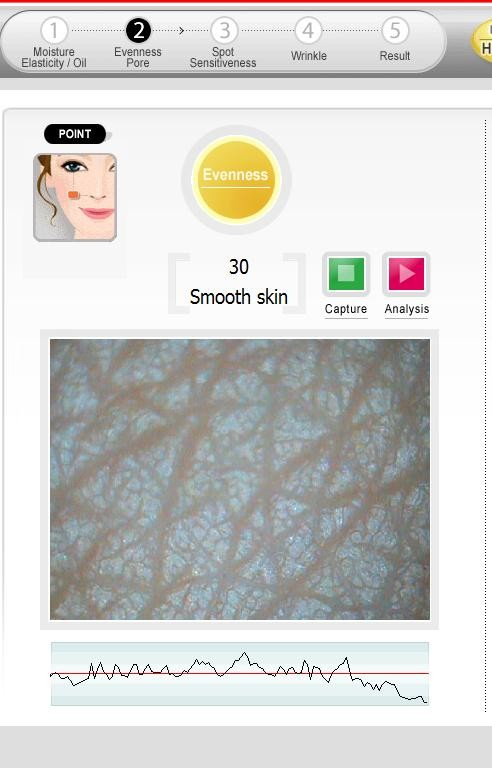 1 2 3 4 5
Moisture
Elasticity / Oil
Evenness
Pore
Spot
Sensitiveness
Wrinkle
Result
POINT
Evenness
30
Smooth skin
Capture
Analysis